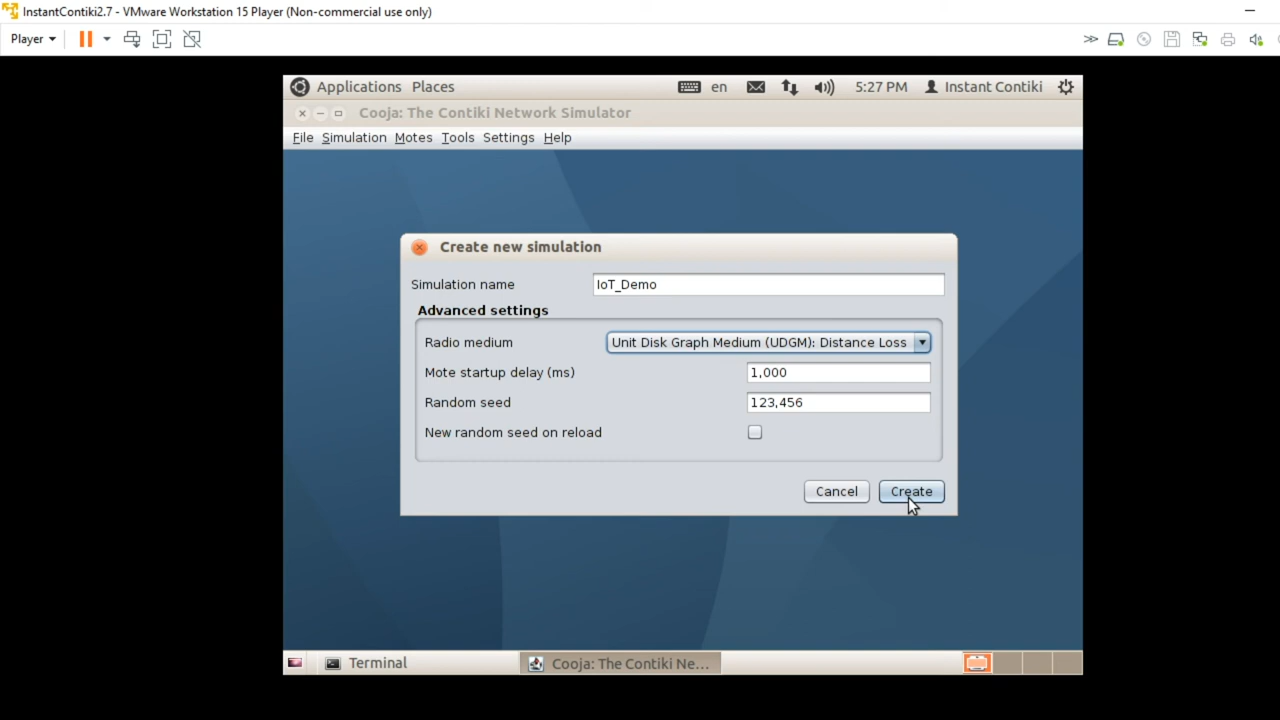 InstantContiki2.7 - VMware Workstation 15 Player (Non-commercial use only)
Player
Applications Places en 5:27 PM Instant Contiki
Cooja: The Contiki Network Simulator
File Simulation Motes Tools Settings Help
Create new simulation
Simulation name IoT_Demo
Advanced settings
Radio medium Unit Disk Graph Medium (UDGM): Distance Loss
Mote startup delay (ms) 1,000
Random seed 123,456
New random seed on reload
Cancel Create
Terminal Cooja: The Contiki Ne...